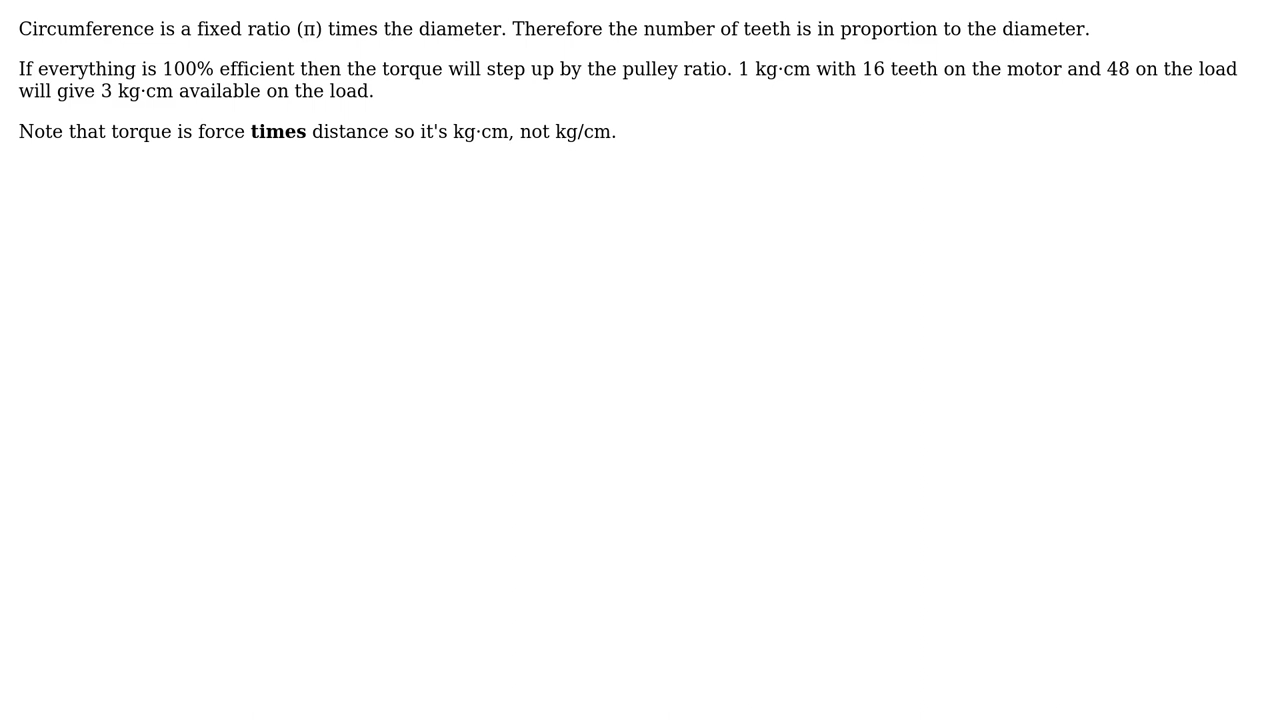 Circumference is a fixed ratio (π) times the diameter. Therefore the number of teeth is in proportion to the diameter.
If everything is 100% efficient then the torque will step up by the pulley ratio. 1 kg·cm with 16 teeth on the motor and 48 on the load
will give 3 kg·cm available on the load.
Note that torque is force times distance so it's kg·cm, not kg/cm.